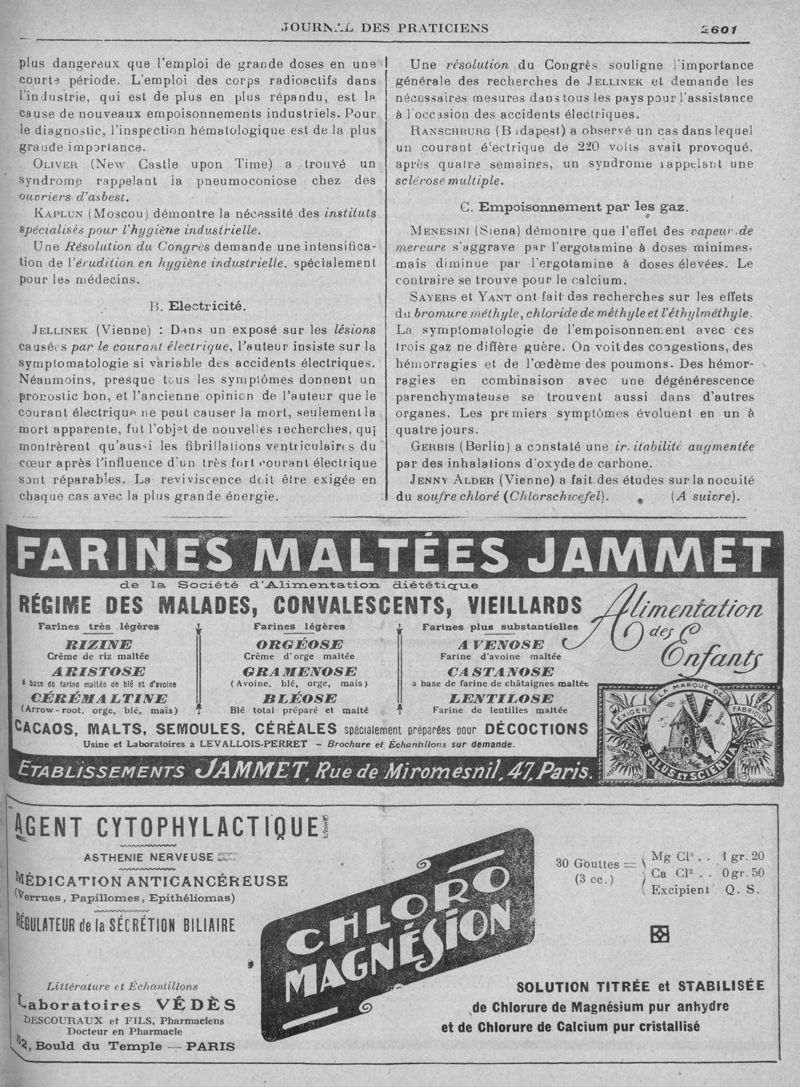 JOURNAL DES PRATICIENS
2601
plus dangereux que l'emploi de grande doses en une
courte période. L'emploi des corps radioactifs dans
l'industrie, qui est de plus en plus répandu, est la
cause de nouveaux empoisonnements industriels. Pour
le diagnostic, l'inspection hématologique est de la plus
grande importance.
OLIVER (New Castle upon Time) a trouvé un
syndrome rappelant la pneumoconiose chez des
ouvriers d'asbest.
KAPLUN (Moscou) démontre la nécessité des instituts
spécialisés pour l'hygiène industrielle.
Une Résolution du Congrès demande une intensifica-
tion de l'érudition en hygiène industrielle, spécialement
pour les médecins.
B. Electricité.
JELLINEK (Vienne) : Dans un exposé sur les lésions
causées par le courant électrique, l'auteur insiste sur la
symptomatologie si variable des accidents électriques.
Néanmoins, presque tous les symptômes donnent un
pronostic bon, et l'ancienne opinion de l'auteur que le
courant électrique ne peut causer la mort, seulement la
mort apparente, fut l'objet de nouvelles recherches, qui
montrèrent qu'aussi les fibrillations ventriculaires du
cœur après l'influence d'un très fort courant électrique
sont réparables. La reviviscence doit être exigée en
chaque cas avec la plus grande énergie.
Une résolution du Congrès souligne l'importance
générale des recherches de JELLINEK et demande les
nécessaires mesures dans tous les pays pour l'assistance
à l'occasion des accidents électriques.
RANSCHBURG (Budapest) a observé un cas dans lequel
un courant électrique de 220 volts avait provoqué,
après quatre semaines, un syndrome rappelant une
sclérose multiple.
C. Empoisonnement par les gaz.
MENESINI (Siena) démontre que l'effet des vapeur de
mercure s'aggrave par l'ergotamine à doses minimes,
mais diminue par l'ergotamine à doses élevées. Le
contraire se trouve pour le calcium.
SAYERS et YANT ont fait des recherches sur les effets
du bromure méthyle, chloride de méthyle et l'éthylméthyle.
La symptomatologie de l'empoisonnement avec ces
trois gaz ne diffère guère. On voit des congestions, des
hémorragies et de l'œdème des poumons. Des hémor-
ragies en combinaison avec une dégénérescence
parenchymateuse se trouvent aussi dans d'autres
organes. Les premiers symptômes évoluent en un à
quatre jours.
GERBIS (Berlin) a constaté une irritabilité augmentée
par des inhalations d'oxyde de carbone.
JENNY ALDER (Vienne) a fait des études sur la nocuité
du soufre chloré (Chlorschwefel). (A suivre).
FARINES MALTÉES JAMMET
de la Société d'Alimentation diététique
RÉGIME DES MALADES, CONVALESCENTS, VIEILLARDS
Alimentation
des
Enfants
Farines très légères
RIZINE
Crème de riz maltée
ARISTOSE
à base de farine maltée de blé et d'avoine
CÉRÉMALTINE
(Arrow-root, orge, blé, maïs)
Farines légères
ORGÉOSE
Crème d'orge maltée
GRAMENOSE
(Avoine, blé, orge, maïs)
BLÉOSE
Blé total préparé et malté
Farines plus substantielles
AVENOSE
Farine d'avoine maltée
CASTANOSE
à base de farine de châtaignes maltée
LENTILOSE
Farine de lentilles maltée
CACAOS, MALTS, SEMOULES, CÉRÉALES spécialement préparées pour DÉCOCTIONS
Usine et Laboratoires à LEVALLOIS-PERRET – Brochure et Échantillons sur demande.
ETABLISSEMENTS JAMMET, Rue de Miromesnil, 47, Paris.
EXIGER LA MARQUE DE FABRIQUE
SALUS ET SCIENTIA
AGENT CYTOPHYLACTIQUE
ASTHENIE NERVEUSE
MÉDICATION ANTICANCÉREUSE
(Verrues, Papillomes, Epithéliomas)
RÉGULATEUR de la SÉCRÉTION BILIAIRE
Littérature et Échantillons
Laboratoires VÉDÈS
DESCOURAUX et FILS, Pharmaciens
Docteur en Pharmacie
52, Bould du Temple — PARIS
CHLORO
MAGNÉSION
30 Gouttes =
(3 cc.)
Mg Cl² . . 1 gr. 20
Ca Cl² . . 0 gr. 50
Excipient Q. S.
SOLUTION TITRÉE et STABILISÉE
de Chlorure de Magnésium pur anhydre
et de Chlorure de Calcium pur cristallisé